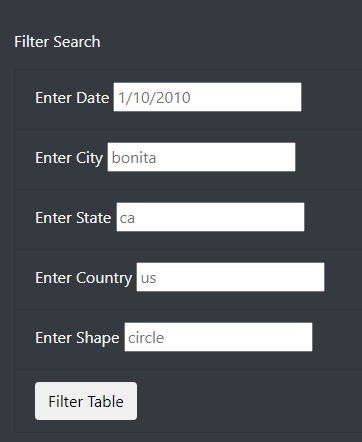 Filter Search
Enter Date 1/10/2010
Enter City bonita
Enter State ca
Enter Country us
Enter Shape circle
Filter Table